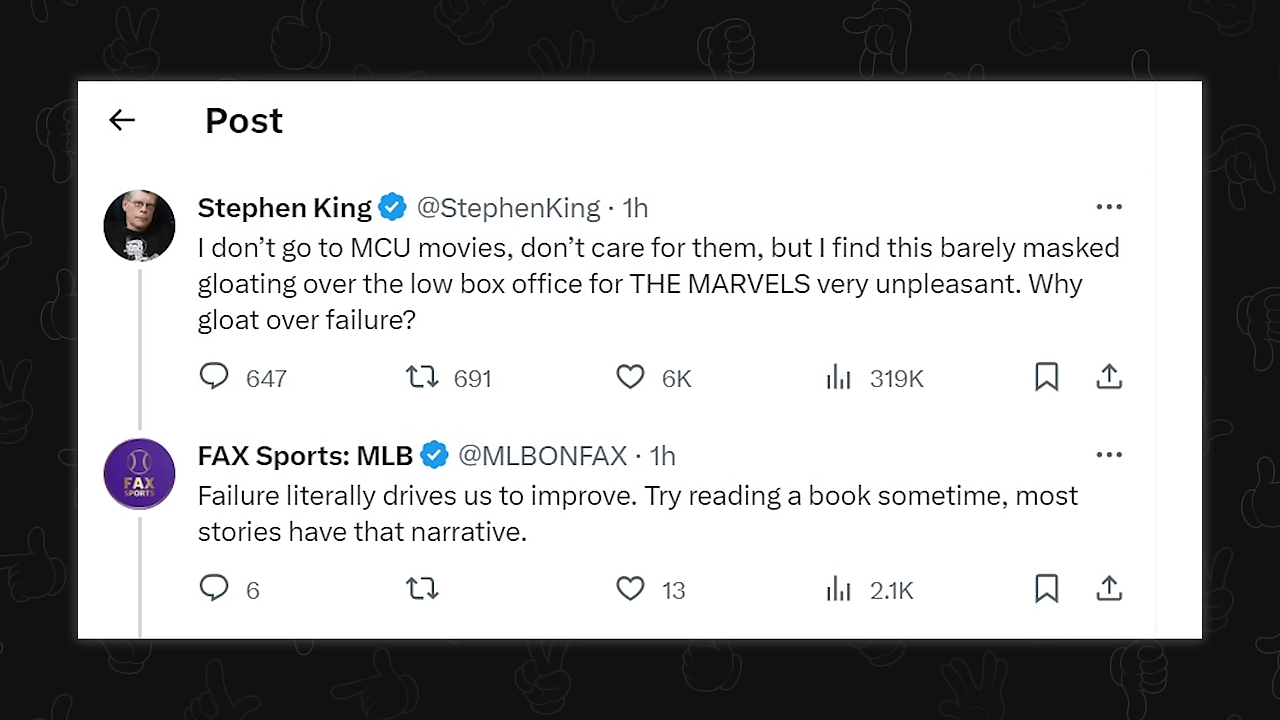 Post
Stephen King @StephenKing · 1h
I don’t go to MCU movies, don’t care for them, but I find this barely masked
gloating over the low box office for THE MARVELS very unpleasant. Why
gloat over failure?
647 691 6K 319K
FAX Sports: MLB @MLBONFAX · 1h
FAX
SPORTS
Failure literally drives us to improve. Try reading a book sometime, most
stories have that narrative.
6 13 2.1K